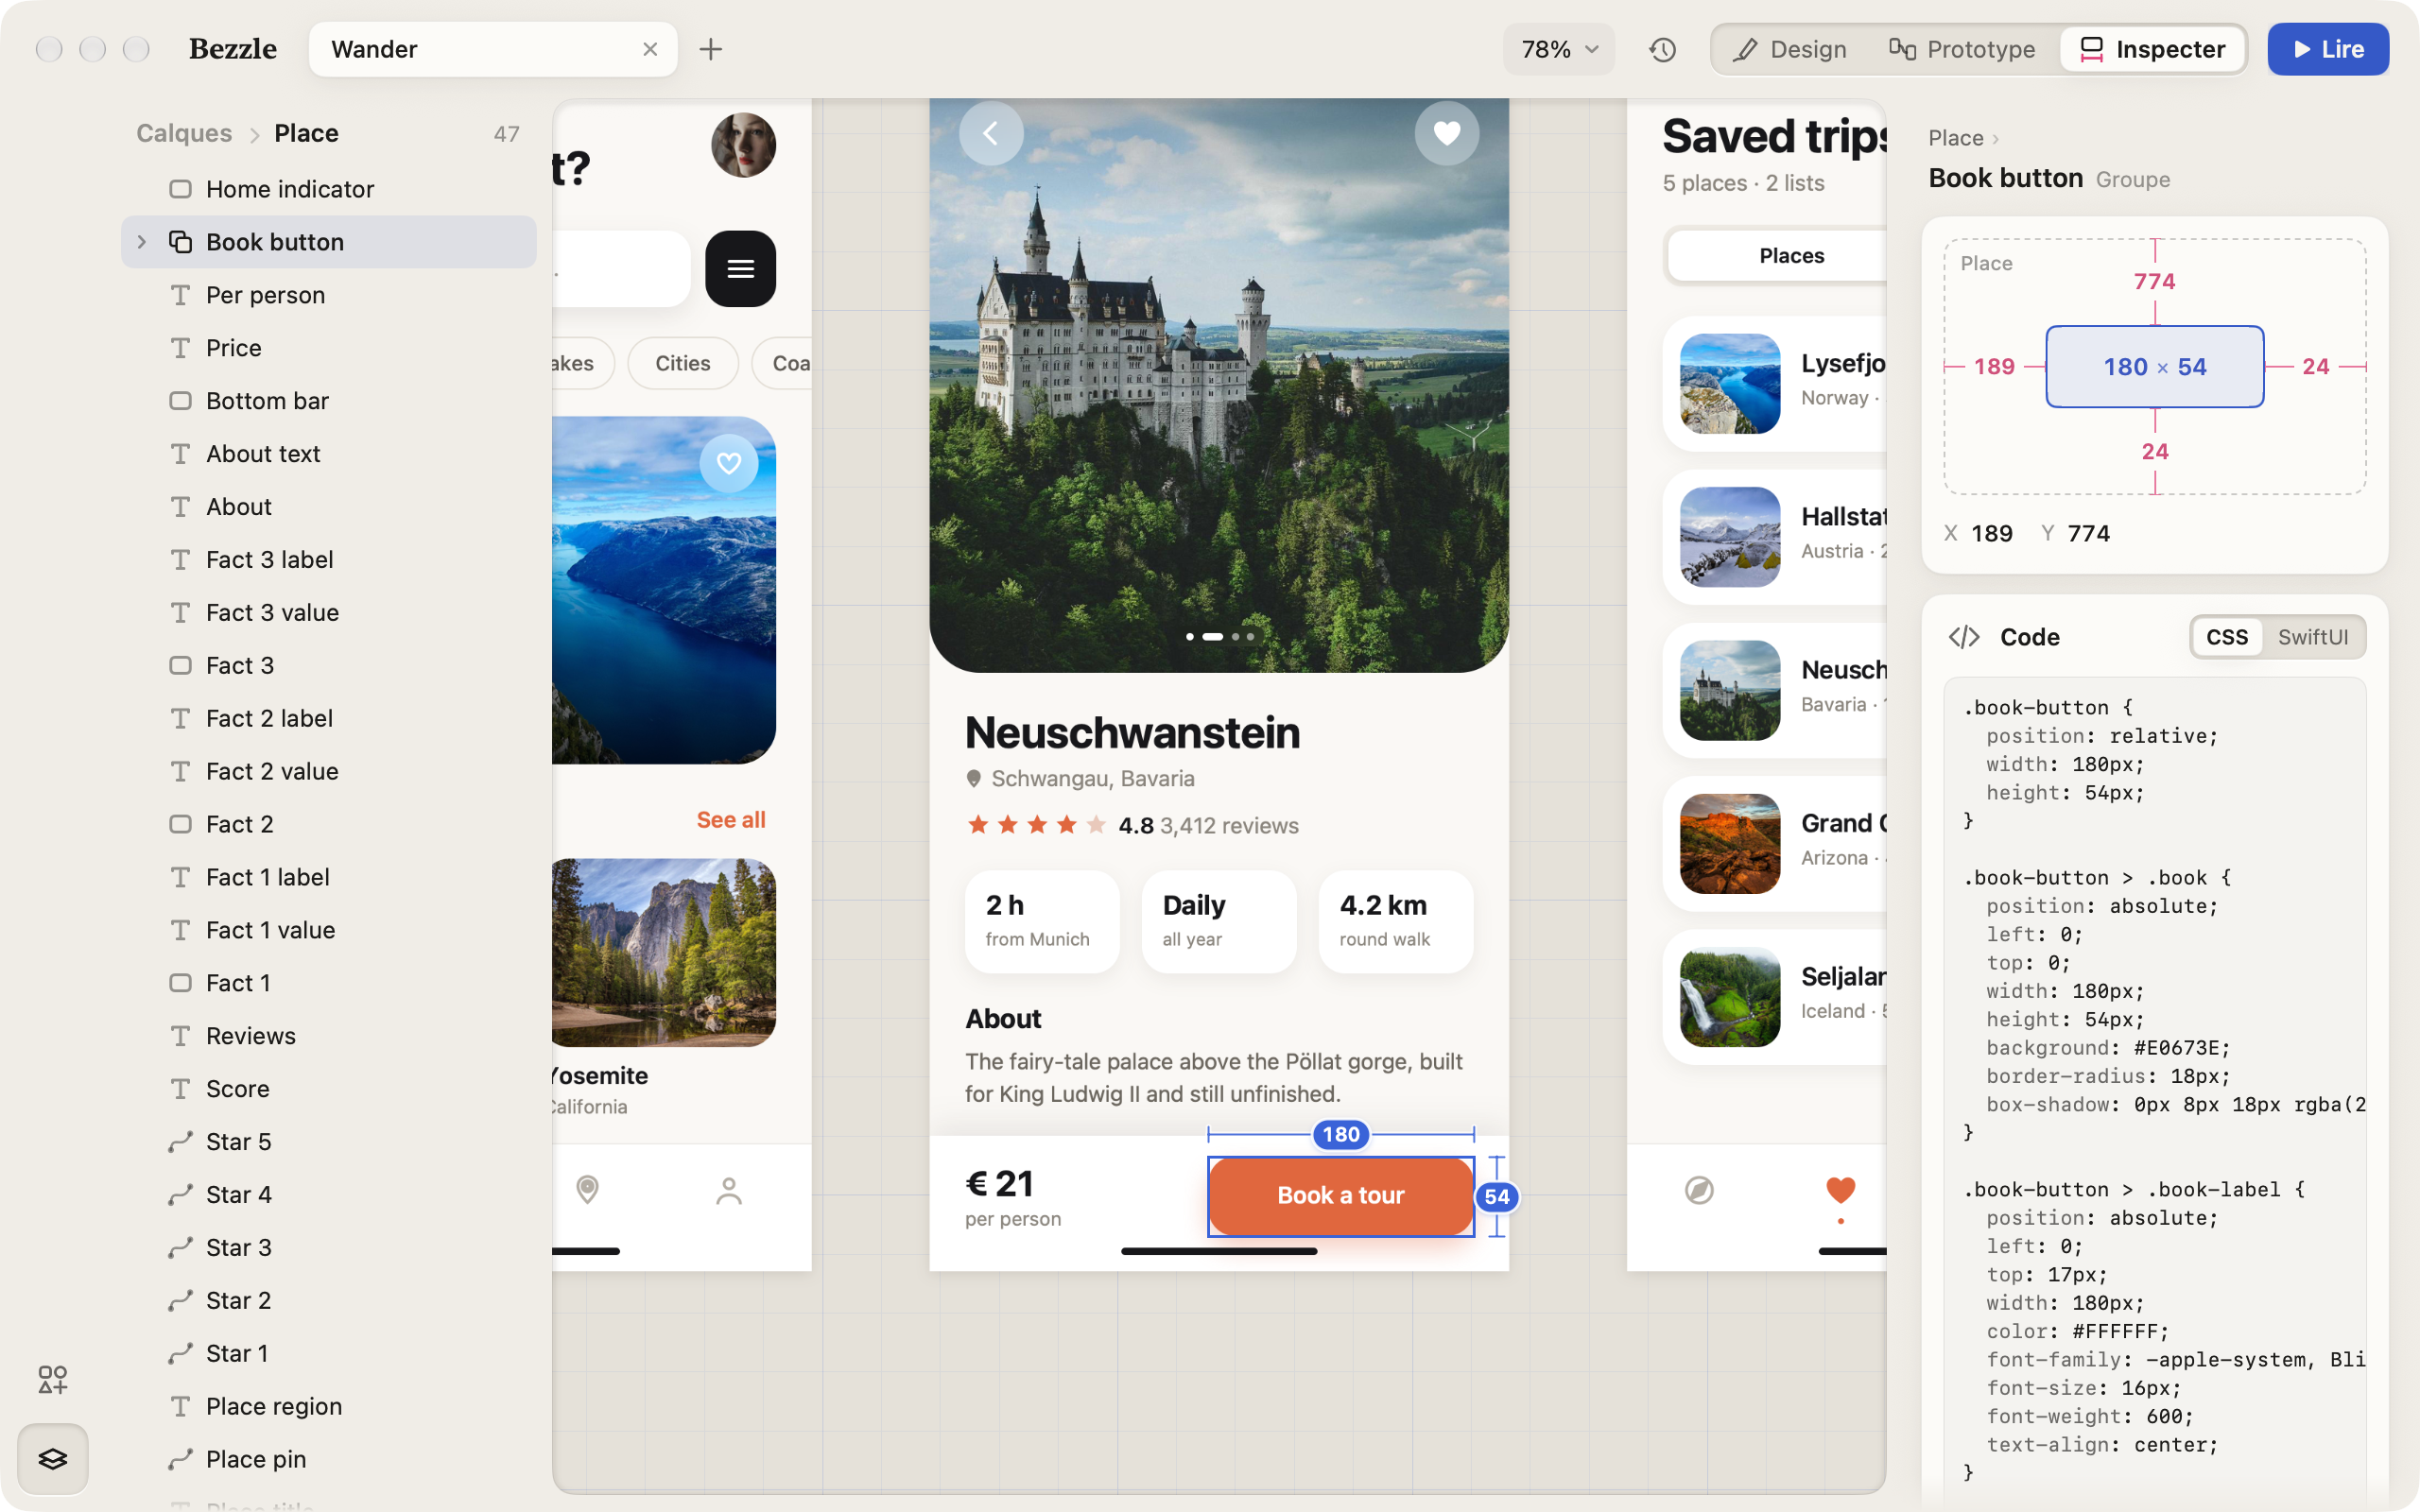 Bezzle
Wander
78%
Design
Prototype
Inspecter
Lire
Calques > Place
47
Home indicator
Book button
Per person
Price
Bottom bar
About text
About
Fact 3 label
Fact 3 value
Fact 3
Fact 2 label
Fact 2 value
Fact 2
Fact 1 label
Fact 1 value
Fact 1
Reviews
Score
Star 5
Star 4
Star 3
Star 2
Star 1
Place region
Place pin
Place title
t?
akes
Cities
Coa
See all
Yosemite
California
Neuschwanstein
Schwangau, Bavaria
4.8 3,412 reviews
2 h
from Munich
Daily
all year
4.2 km
round walk
About
The fairy-tale palace above the Pöllat gorge, built
for King Ludwig II and still unfinished.
180
€ 21
per person
Book a tour
54
Saved trips
5 places · 2 lists
Places
Lysefjo
Norway ·
Hallstat
Austria · 2
Neusch
Bavaria · 1
Grand C
Arizona ·
Seljalan
Iceland · 5
Place ›
Book button Groupe
Place
774
189
180 × 54
24
24
X 189 Y 774
Code
CSS
SwiftUI
.book-button {
position: relative;
width: 180px;
height: 54px;
}
.book-button > .book {
position: absolute;
left: 0;
top: 0;
width: 180px;
height: 54px;
background: #E0673E;
border-radius: 18px;
box-shadow: 0px 8px 18px rgba(2
}
.book-button > .book-label {
position: absolute;
left: 0;
top: 17px;
width: 180px;
color: #FFFFFF;
font-family: -apple-system, Bli
font-size: 16px;
font-weight: 600;
text-align: center;
}